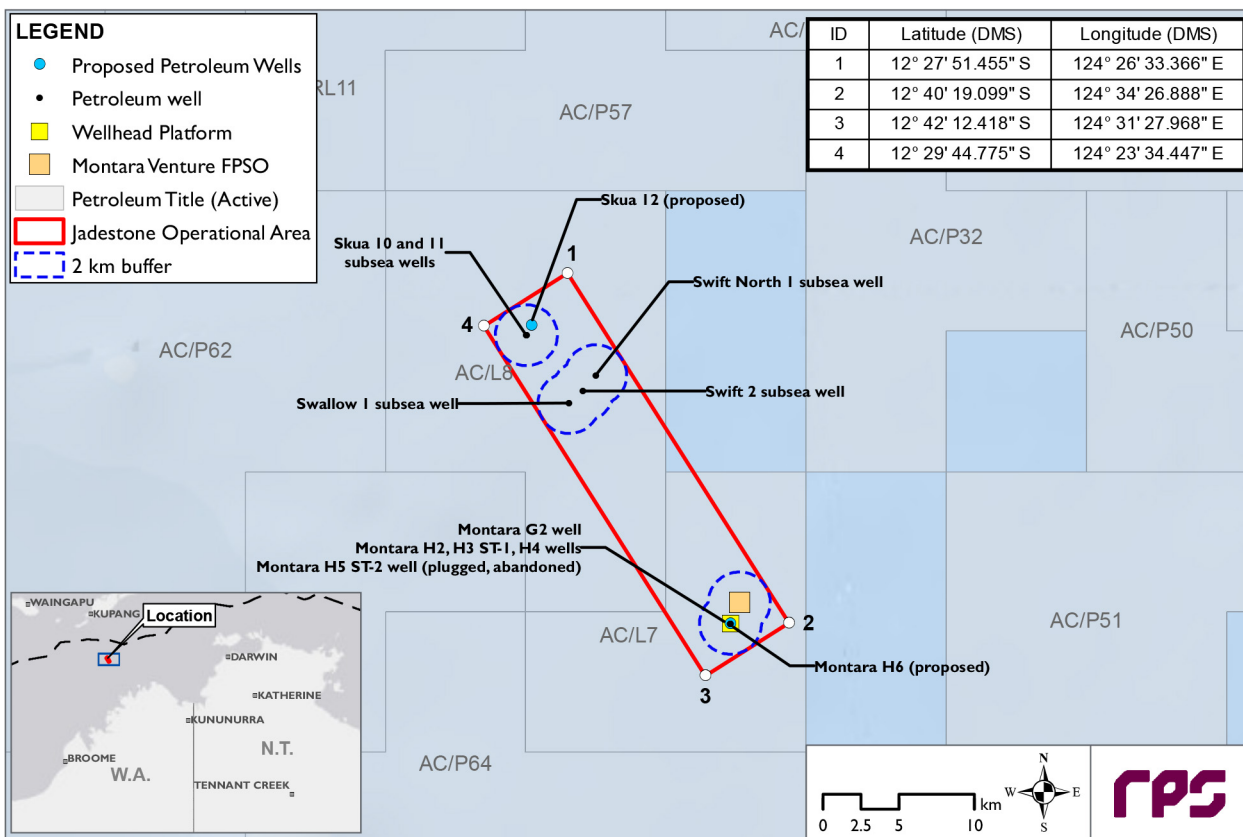 LEGEND
Proposed Petroleum Wells
Petroleum well
Wellhead Platform
Montara Venture FPSO
Petroleum Title (Active)
Jadestone Operational Area
2 km buffer
RL11
AC/
AC/P57
ID Latitude (DMS) Longitude (DMS)
1 12° 27' 51.455" S 124° 26' 33.366" E
2 12° 40' 19.099" S 124° 34' 26.888" E
3 12° 42' 12.418" S 124° 31' 27.968" E
4 12° 29' 44.775" S 124° 23' 34.447" E
Skua 12 (proposed)
Skua 10 and 11
subsea wells
1
AC/P32
Swift North 1 subsea well
4
AC/P62
AC/P50
AC/L8
Swift 2 subsea well
Swallow 1 subsea well
Montara G2 well
Montara H2, H3 ST-1, H4 wells
Montara H5 ST-2 well (plugged, abandoned)
2
AC/P51
AC/L7
Montara H6 (proposed)
3
AC/P64
WAINGAPU
KUPANG
Location
DARWIN
KATHERINE
KUNUNURRA
N.T.
BROOME
W.A.
TENNANT CREEK
N
W E
S
km
0 2.5 5 10
rps